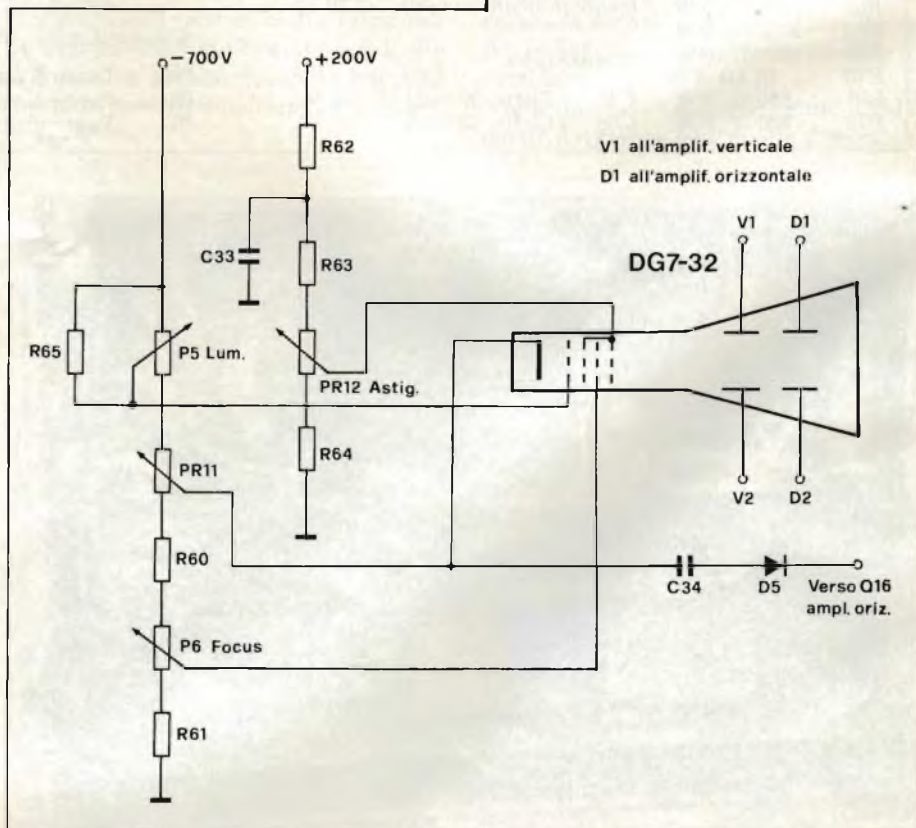 -700V
+200V
R62
V1 all'amplif. verticale
D1 all'amplif. orizzontale
V1 D1
C33
R63
DG7-32
R65
P5 Lum.
PR12 Astig.
PR11
R64
V2 D2
R60
C34 D5 Verso Q16
ampl. oriz.
P6 Focus
R61